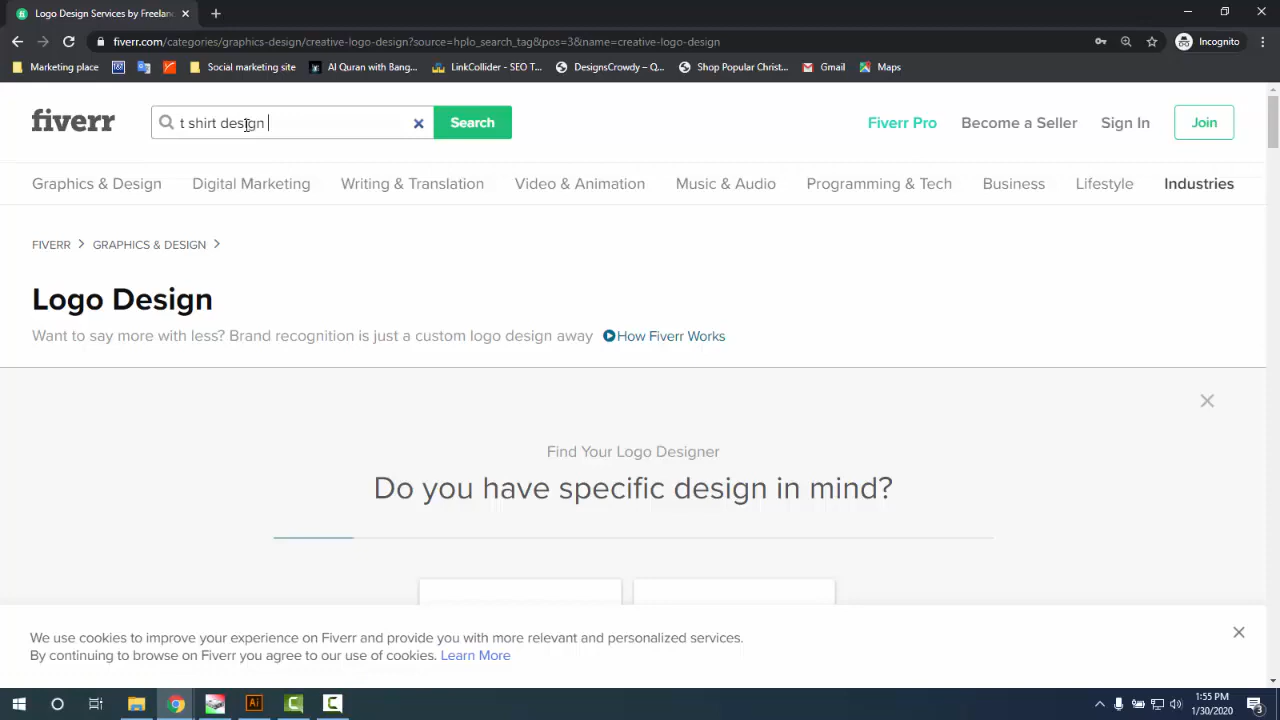 Logo Design Services by Freelanc
fiverr.com/categories/graphics-design/creative-logo-design?source=hplo_search_tag&pos=3&name=creative-logo-design
Incognito
Marketing place
Social marketing site
Al Quran with Bang...
LinkCollider - SEO T...
DesignsCrowdy – Q...
Shop Popular Christ...
Gmail
Maps
fiverr
t shirt design
Search
Fiverr Pro
Become a Seller
Sign In
Join
Graphics & Design
Digital Marketing
Writing & Translation
Video & Animation
Music & Audio
Programming & Tech
Business
Lifestyle
Industries
FIVERR > GRAPHICS & DESIGN >
Logo Design
Want to say more with less? Brand recognition is just a custom logo design away
How Fiverr Works
Find Your Logo Designer
Do you have specific design in mind?
We use cookies to improve your experience on Fiverr and provide you with more relevant and personalized services.
By continuing to browse on Fiverr you agree to our use of cookies. Learn More
1:55 PM
1/30/2020